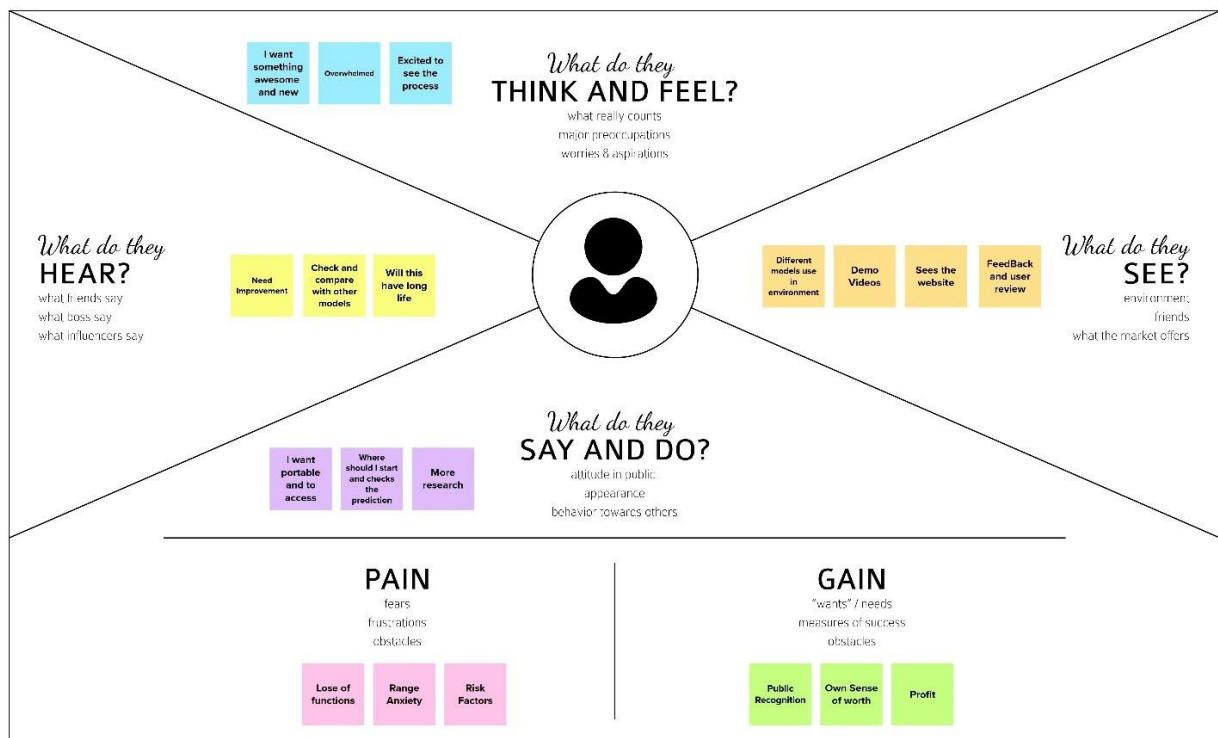 I want
something
awesome
and new
Overwhelmed
Excited to
see the
process
What do they
THINK AND FEEL?
what really counts
major preoccupations
worries & aspirations
What do they
HEAR?
what friends say
what boss say
what influencers say
Need
Improvement
Check and
compare
with other
models
Will this
have long
life
Different
models use
in
environment
Demo
Videos
Sees the
website
FeedBack
and user
review
What do they
SEE?
environment
friends
what the market offers
What do they
SAY AND DO?
attitude in public
appearance
behavior towards others
I want
portable
and to
access
Where
should I start
and checks
the
prediction
More
research
PAIN
fears
frustrations
obstacles
Lose of
functions
Range
Anxiety
Risk
Factors
GAIN
"wants" / needs
measures of success
obstacles
Public
Recognition
Own Sense
of worth
Profit